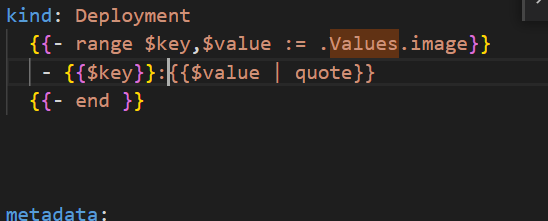 kind: Deployment
{{- range $key,$value := .Values.image}}
- {{$key}}:{{$value | quote}}
{{- end }}
metadata: